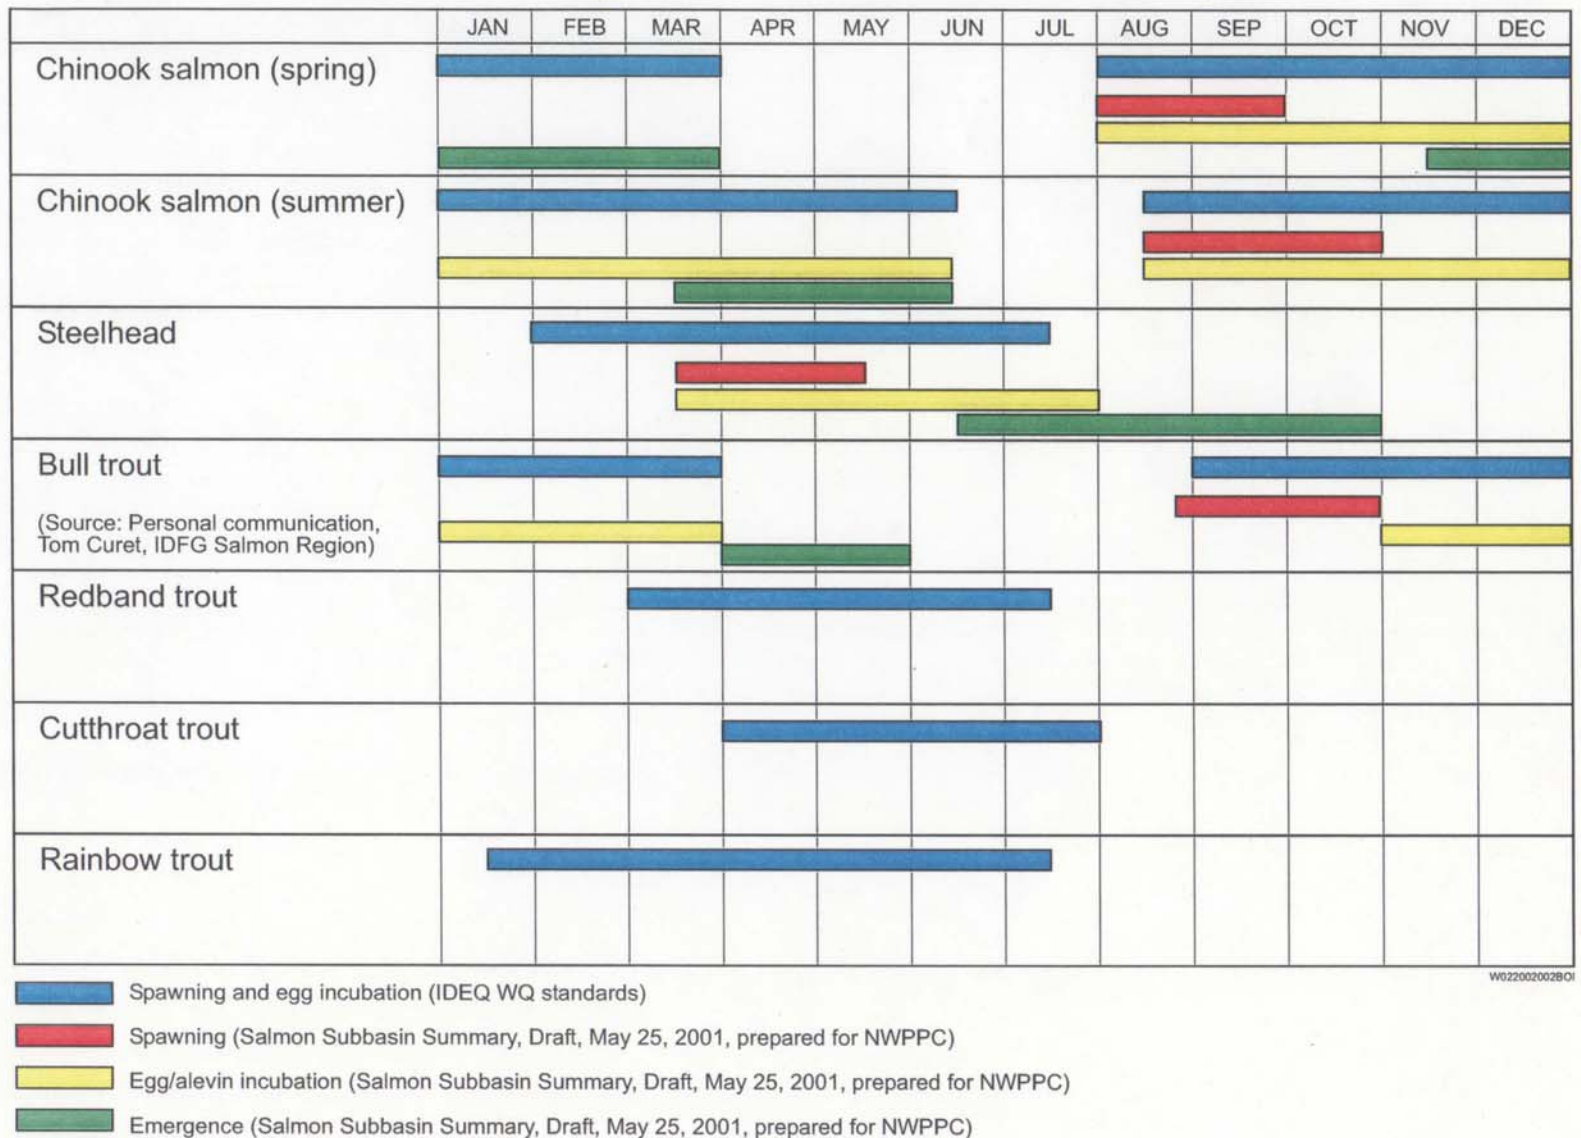 JAN FEB MAR APR MAY JUN JUL AUG SEP OCT NOV DEC
Chinook salmon (spring)
Chinook salmon (summer)
Steelhead
Bull trout
(Source: Personal communication,
Tom Curet, IDFG Salmon Region)
Redband trout
Cutthroat trout
Rainbow trout
W022002002BOI
Spawning and egg incubation (IDEQ WQ standards)
Spawning (Salmon Subbasin Summary, Draft, May 25, 2001, prepared for NWPPC)
Egg/alevin incubation (Salmon Subbasin Summary, Draft, May 25, 2001, prepared for NWPPC)
Emergence (Salmon Subbasin Summary, Draft, May 25, 2001, prepared for NWPPC)